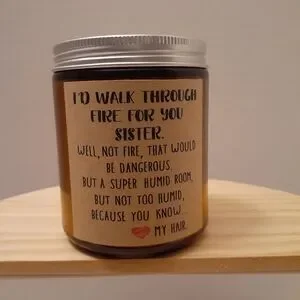 I'D WALK THROUGH
FIRE FOR YOU
SISTER.
WELL, NOT FIRE, THAT WOULD
BE DANGEROUS.
BUT A SUPER HUMID ROOM,
BUT NOT TOO HUMID,
BECAUSE YOU KNOW...
MY HAIR.